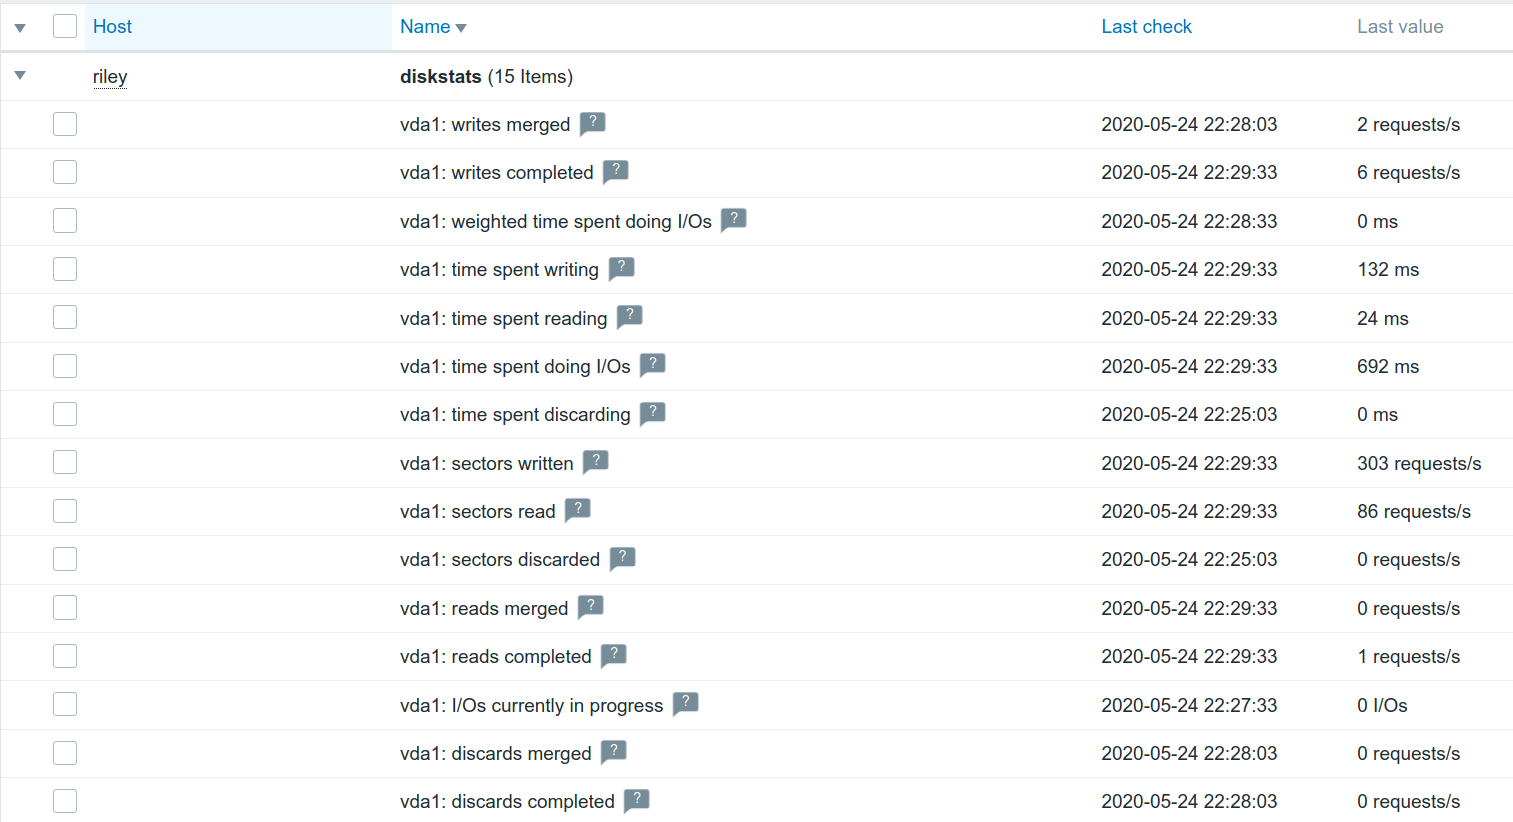 Host Name Last check Last value
riley diskstats (15 Items)
vda1: writes merged ? 2020-05-24 22:28:03 2 requests/s
vda1: writes completed ? 2020-05-24 22:29:33 6 requests/s
vda1: weighted time spent doing I/Os ? 2020-05-24 22:28:33 0 ms
vda1: time spent writing ? 2020-05-24 22:29:33 132 ms
vda1: time spent reading ? 2020-05-24 22:29:33 24 ms
vda1: time spent doing I/Os ? 2020-05-24 22:29:33 692 ms
vda1: time spent discarding ? 2020-05-24 22:25:03 0 ms
vda1: sectors written ? 2020-05-24 22:29:33 303 requests/s
vda1: sectors read ? 2020-05-24 22:29:33 86 requests/s
vda1: sectors discarded ? 2020-05-24 22:25:03 0 requests/s
vda1: reads merged ? 2020-05-24 22:29:33 0 requests/s
vda1: reads completed ? 2020-05-24 22:29:33 1 requests/s
vda1: I/Os currently in progress ? 2020-05-24 22:27:33 0 I/Os
vda1: discards merged ? 2020-05-24 22:28:03 0 requests/s
vda1: discards completed ? 2020-05-24 22:28:03 0 requests/s